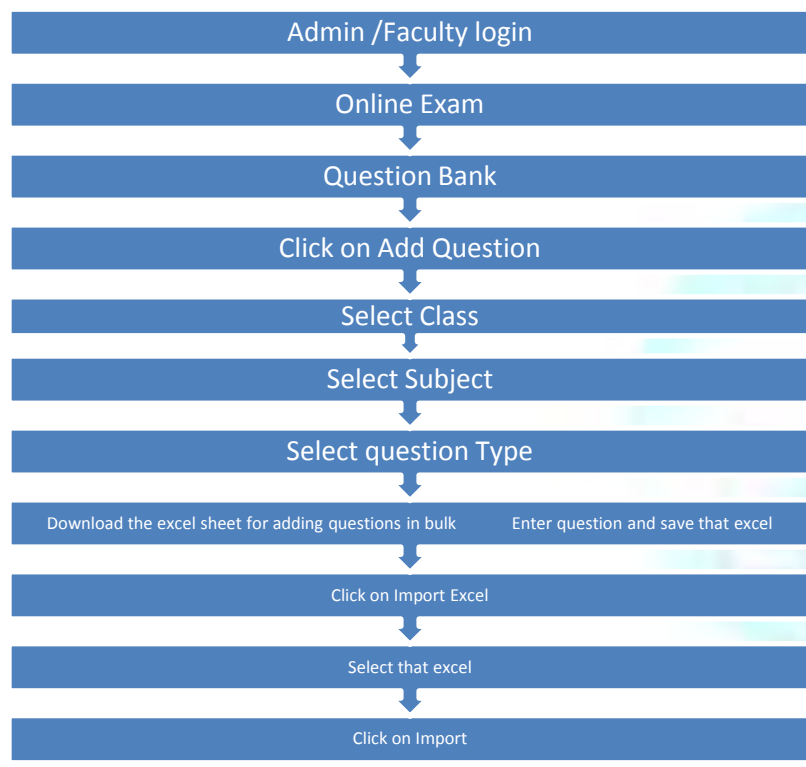 Admin /Faculty login
Online Exam
Question Bank
Click on Add Question
Select Class
Select Subject
Select question Type
Download the excel sheet for adding questions in bulk Enter question and save that excel
Click on Import Excel
Select that excel
Click on Import